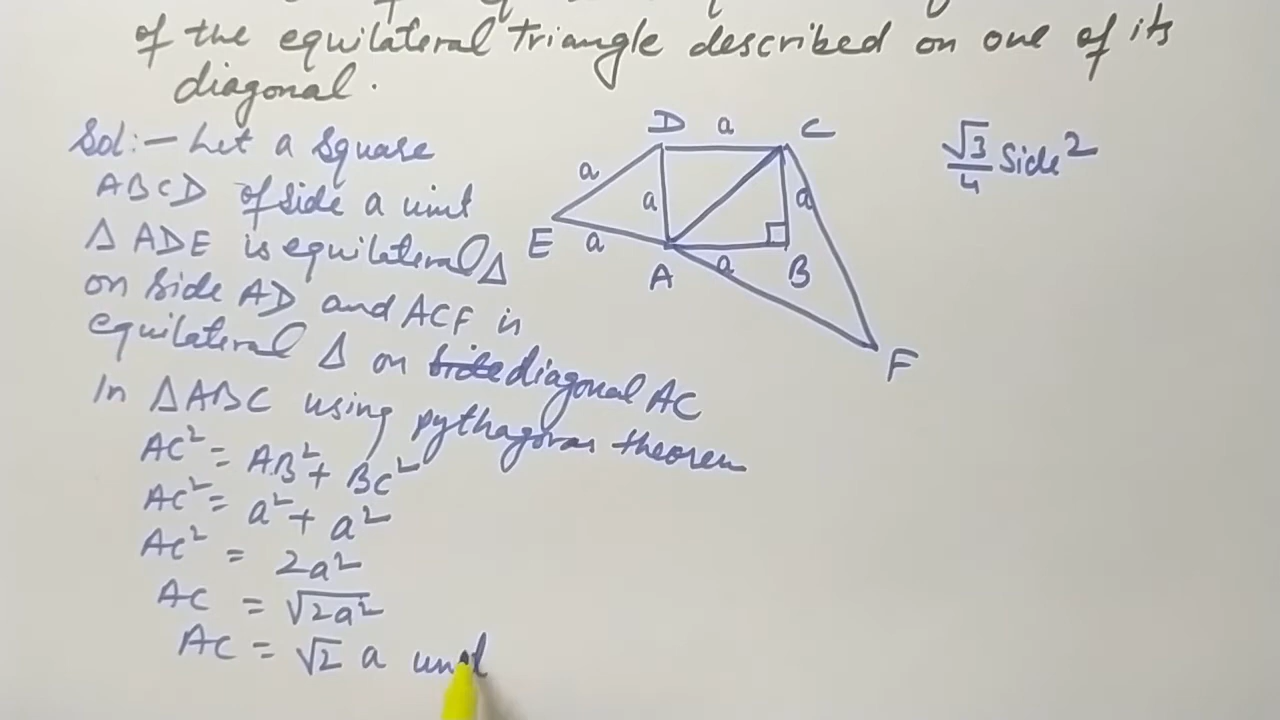 of the equilateral triangle described on one of its
diagonal.
Sol:- Let a square
ABCD of side a unit
Δ ADE is equilateral Δ
on side AD and ACF is
equilateral Δ on side diagonal AC
In ΔABC using pythagoras theorem
AC² = AB² + BC²
AC² = a² + a²
AC² = 2a²
AC = √2a²
AC = √2 a unit
D a C
a a a
E a A a B
F
√3/4 Side²